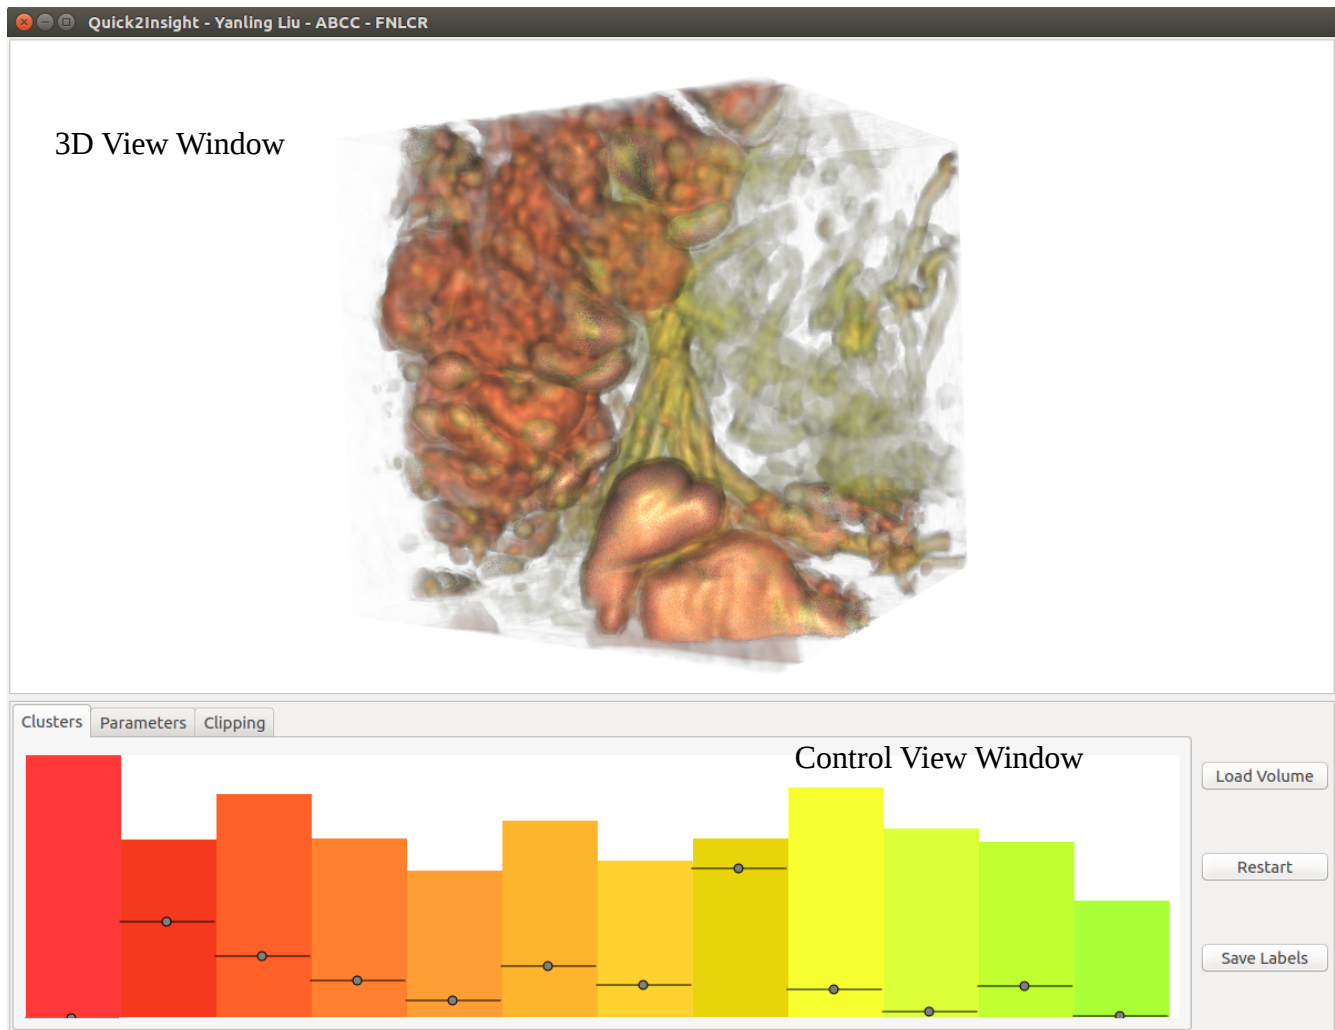 Quick2Insight - Yanling Liu - ABCC - FNLCR
3D View Window
Clusters
Parameters
Clipping
Control View Window
Load Volume
Restart
Save Labels